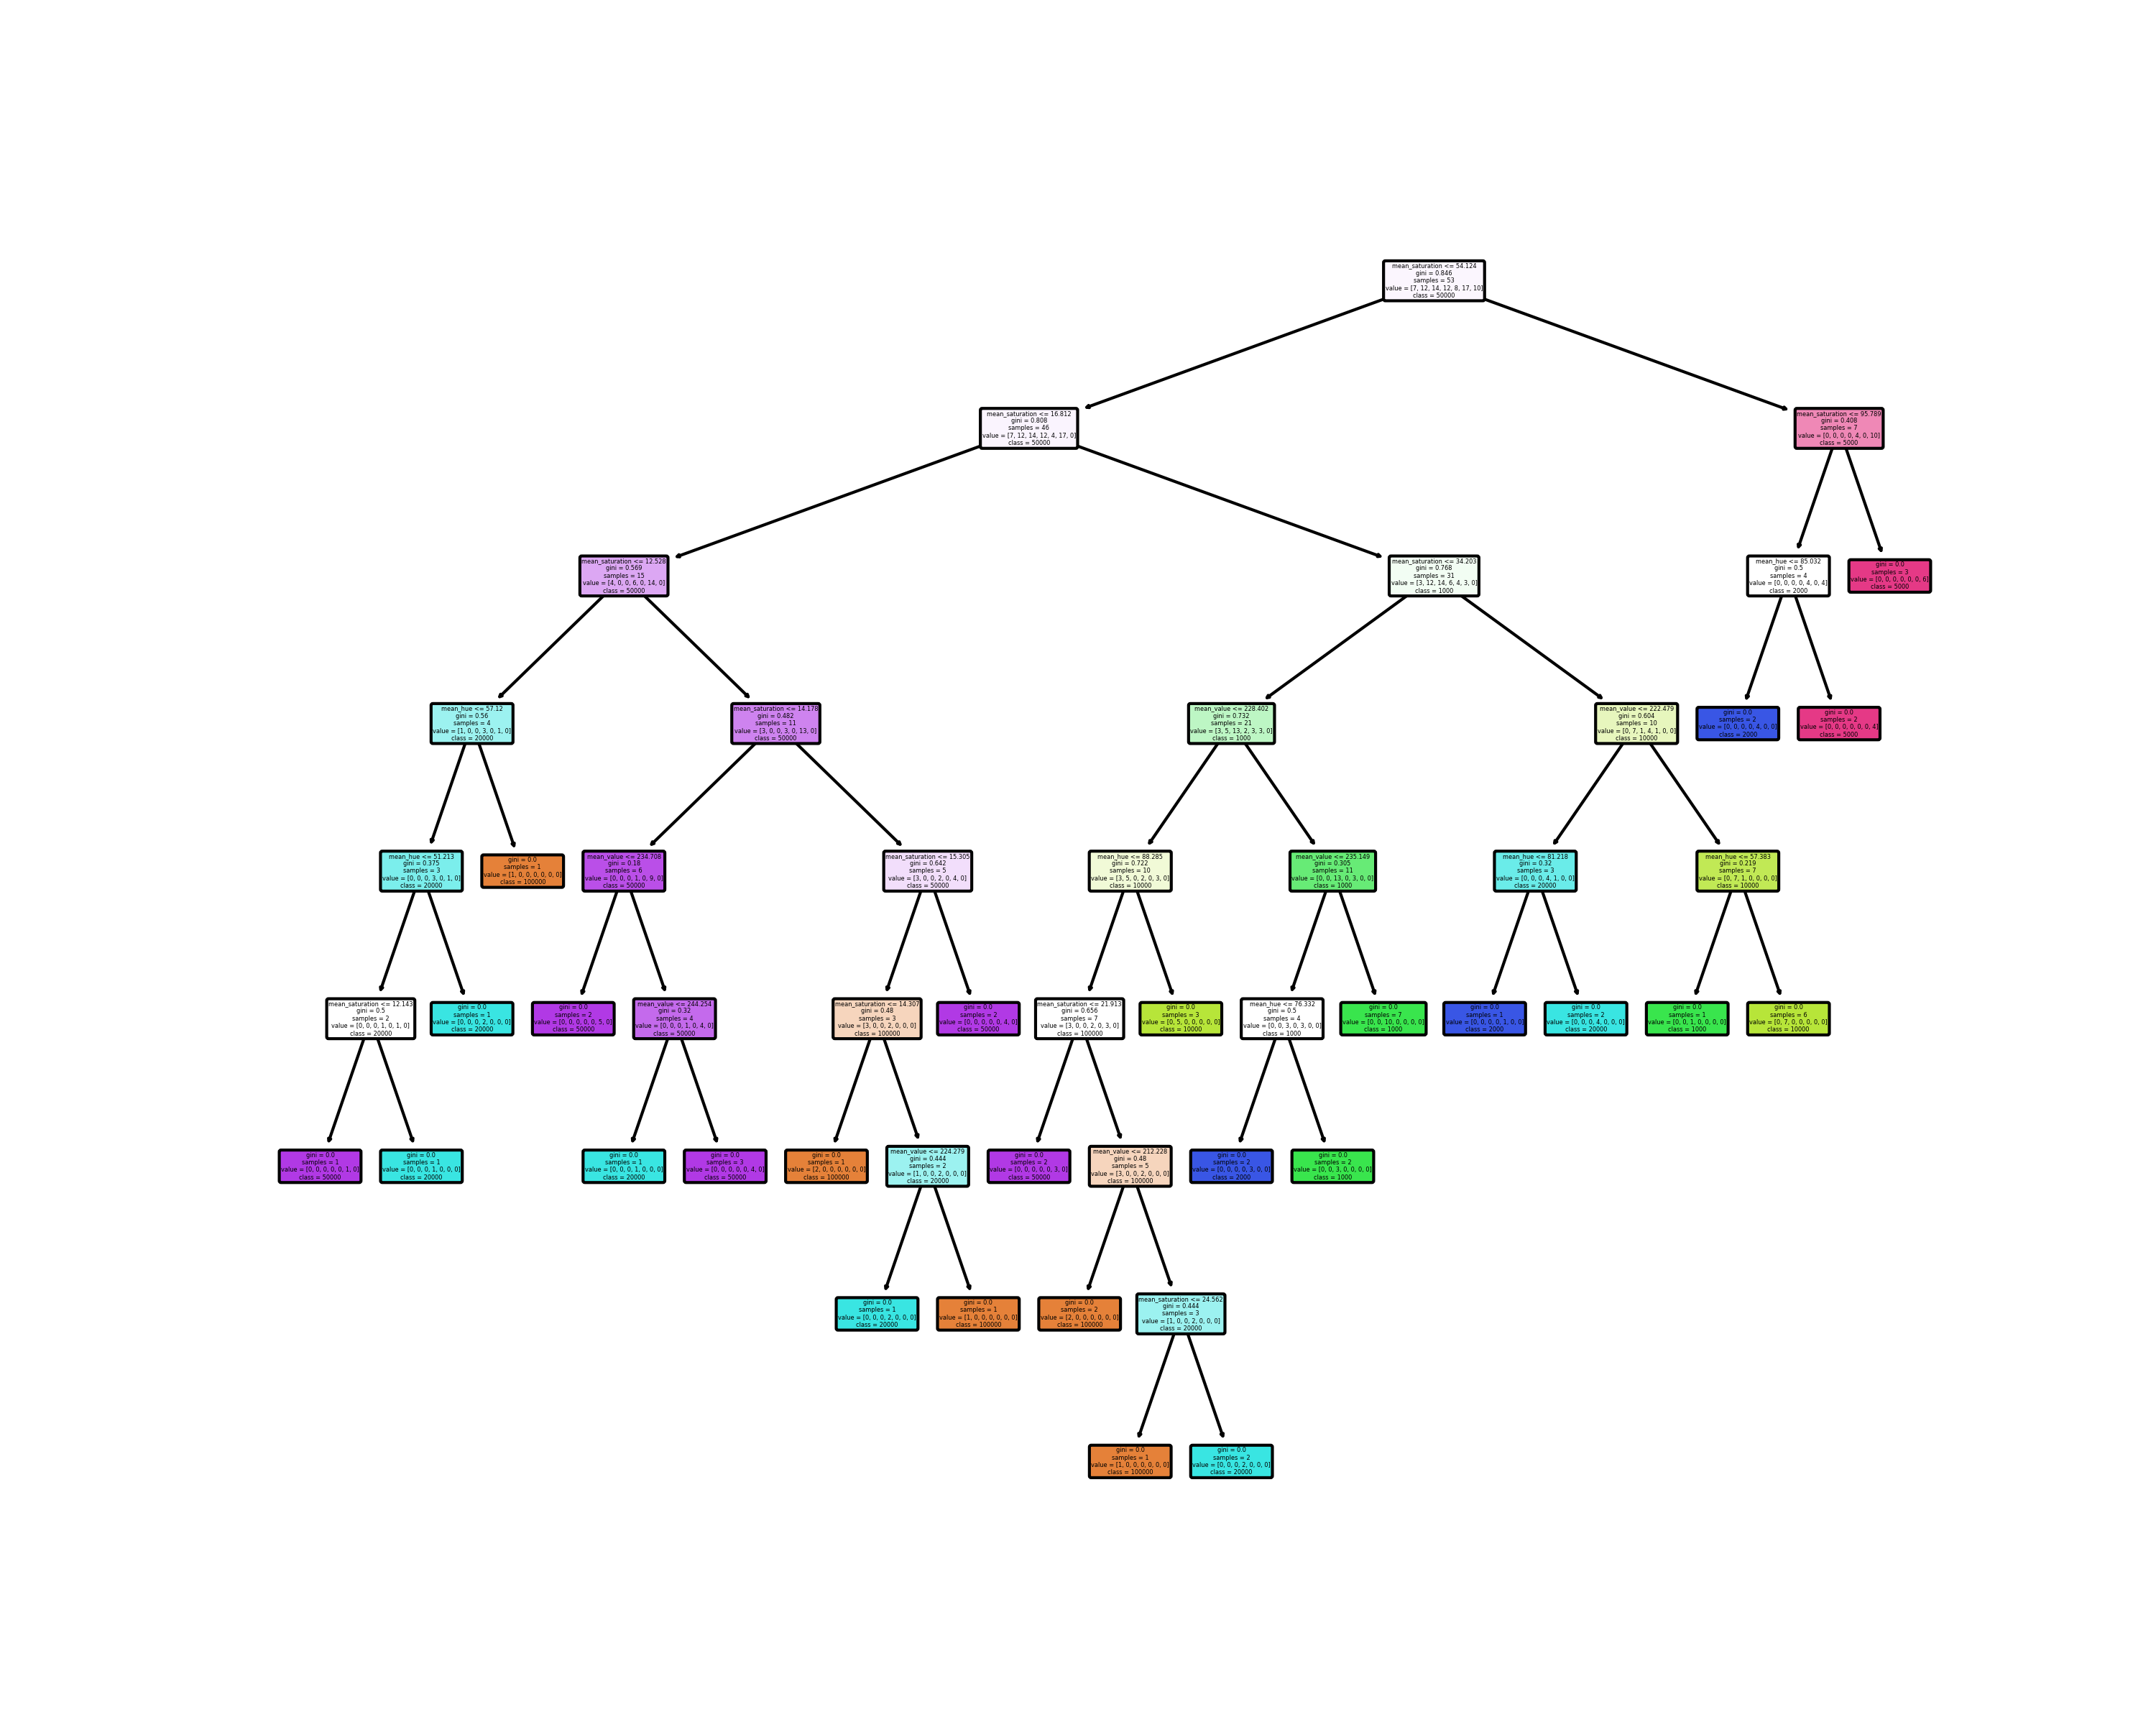 mean_saturation <= 54.124
gini = 0.846
samples = 53
value = [7, 12, 14, 12, 8, 17, 10]
class = 50000
mean_saturation <= 16.812
gini = 0.808
samples = 46
value = [7, 12, 14, 12, 4, 17, 0]
class = 50000
mean_saturation <= 95.789
gini = 0.408
samples = 7
value = [0, 0, 0, 0, 4, 0, 10]
class = 5000
mean_saturation <= 12.528
gini = 0.569
samples = 15
value = [4, 0, 0, 6, 0, 14, 0]
class = 50000
mean_saturation <= 34.203
gini = 0.768
samples = 31
value = [3, 12, 14, 6, 4, 3, 0]
class = 1000
mean_hue <= 85.032
gini = 0.5
samples = 4
value = [0, 0, 0, 0, 4, 0, 4]
class = 2000
gini = 0.0
samples = 3
value = [0, 0, 0, 0, 0, 0, 6]
class = 5000
mean_hue <= 57.12
gini = 0.56
samples = 4
value = [1, 0, 0, 3, 0, 1, 0]
class = 20000
mean_saturation <= 14.178
gini = 0.482
samples = 11
value = [3, 0, 0, 3, 0, 13, 0]
class = 50000
mean_value <= 228.402
gini = 0.732
samples = 21
value = [3, 5, 13, 2, 3, 3, 0]
class = 1000
mean_value <= 222.479
gini = 0.604
samples = 10
value = [0, 7, 1, 4, 1, 0, 0]
class = 10000
gini = 0.0
samples = 2
value = [0, 0, 0, 0, 4, 0, 0]
class = 2000
gini = 0.0
samples = 2
value = [0, 0, 0, 0, 0, 0, 4]
class = 5000
mean_hue <= 51.213
gini = 0.375
samples = 3
value = [0, 0, 0, 3, 0, 1, 0]
class = 20000
gini = 0.0
samples = 1
value = [1, 0, 0, 0, 0, 0, 0]
class = 100000
mean_value <= 234.708
gini = 0.18
samples = 6
value = [0, 0, 0, 1, 0, 9, 0]
class = 50000
mean_saturation <= 15.305
gini = 0.642
samples = 5
value = [3, 0, 0, 2, 0, 4, 0]
class = 50000
mean_hue <= 88.285
gini = 0.722
samples = 10
value = [3, 5, 0, 2, 0, 3, 0]
class = 10000
mean_value <= 235.149
gini = 0.305
samples = 11
value = [0, 0, 13, 0, 3, 0, 0]
class = 1000
mean_hue <= 81.218
gini = 0.32
samples = 3
value = [0, 0, 0, 4, 1, 0, 0]
class = 20000
mean_hue <= 57.383
gini = 0.219
samples = 7
value = [0, 7, 1, 0, 0, 0, 0]
class = 10000
mean_saturation <= 12.143
gini = 0.5
samples = 2
value = [0, 0, 0, 1, 0, 1, 0]
class = 20000
gini = 0.0
samples = 1
value = [0, 0, 0, 2, 0, 0, 0]
class = 20000
gini = 0.0
samples = 2
value = [0, 0, 0, 0, 0, 5, 0]
class = 50000
mean_value <= 244.254
gini = 0.32
samples = 4
value = [0, 0, 0, 1, 0, 4, 0]
class = 50000
mean_saturation <= 14.307
gini = 0.48
samples = 3
value = [3, 0, 0, 2, 0, 0, 0]
class = 100000
gini = 0.0
samples = 2
value = [0, 0, 0, 0, 0, 4, 0]
class = 50000
mean_saturation <= 21.913
gini = 0.656
samples = 7
value = [3, 0, 0, 2, 0, 3, 0]
class = 100000
gini = 0.0
samples = 3
value = [0, 5, 0, 0, 0, 0, 0]
class = 10000
mean_hue <= 76.332
gini = 0.5
samples = 4
value = [0, 0, 3, 0, 3, 0, 0]
class = 1000
gini = 0.0
samples = 7
value = [0, 0, 10, 0, 0, 0, 0]
class = 1000
gini = 0.0
samples = 1
value = [0, 0, 0, 0, 1, 0, 0]
class = 2000
gini = 0.0
samples = 2
value = [0, 0, 0, 4, 0, 0, 0]
class = 20000
gini = 0.0
samples = 1
value = [0, 0, 1, 0, 0, 0, 0]
class = 1000
gini = 0.0
samples = 6
value = [0, 7, 0, 0, 0, 0, 0]
class = 10000
gini = 0.0
samples = 1
value = [0, 0, 0, 0, 0, 1, 0]
class = 50000
gini = 0.0
samples = 1
value = [0, 0, 0, 1, 0, 0, 0]
class = 20000
gini = 0.0
samples = 1
value = [0, 0, 0, 1, 0, 0, 0]
class = 20000
gini = 0.0
samples = 3
value = [0, 0, 0, 0, 0, 4, 0]
class = 50000
gini = 0.0
samples = 1
value = [2, 0, 0, 0, 0, 0, 0]
class = 100000
mean_value <= 224.279
gini = 0.444
samples = 2
value = [1, 0, 0, 2, 0, 0, 0]
class = 20000
gini = 0.0
samples = 2
value = [0, 0, 0, 0, 0, 3, 0]
class = 50000
mean_value <= 212.228
gini = 0.48
samples = 5
value = [3, 0, 0, 2, 0, 0, 0]
class = 100000
gini = 0.0
samples = 2
value = [0, 0, 0, 0, 3, 0, 0]
class = 2000
gini = 0.0
samples = 2
value = [0, 0, 3, 0, 0, 0, 0]
class = 1000
gini = 0.0
samples = 1
value = [0, 0, 0, 2, 0, 0, 0]
class = 20000
gini = 0.0
samples = 1
value = [1, 0, 0, 0, 0, 0, 0]
class = 100000
gini = 0.0
samples = 2
value = [2, 0, 0, 0, 0, 0, 0]
class = 100000
mean_saturation <= 24.562
gini = 0.444
samples = 3
value = [1, 0, 0, 2, 0, 0, 0]
class = 20000
gini = 0.0
samples = 1
value = [1, 0, 0, 0, 0, 0, 0]
class = 100000
gini = 0.0
samples = 2
value = [0, 0, 0, 2, 0, 0, 0]
class = 20000